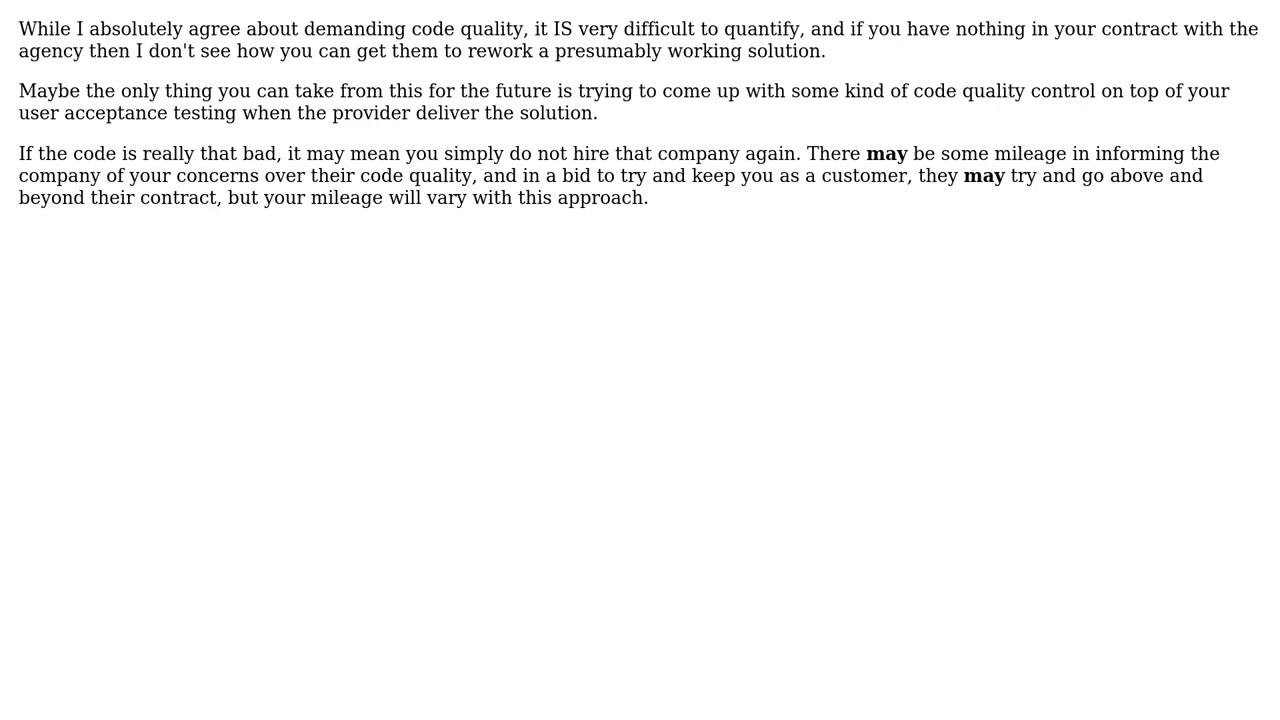 While I absolutely agree about demanding code quality, it IS very difficult to quantify, and if you have nothing in your contract with the
agency then I don't see how you can get them to rework a presumably working solution.
Maybe the only thing you can take from this for the future is trying to come up with some kind of code quality control on top of your
user acceptance testing when the provider deliver the solution.
If the code is really that bad, it may mean you simply do not hire that company again. There may be some mileage in informing the
company of your concerns over their code quality, and in a bid to try and keep you as a customer, they may try and go above and
beyond their contract, but your mileage will vary with this approach.